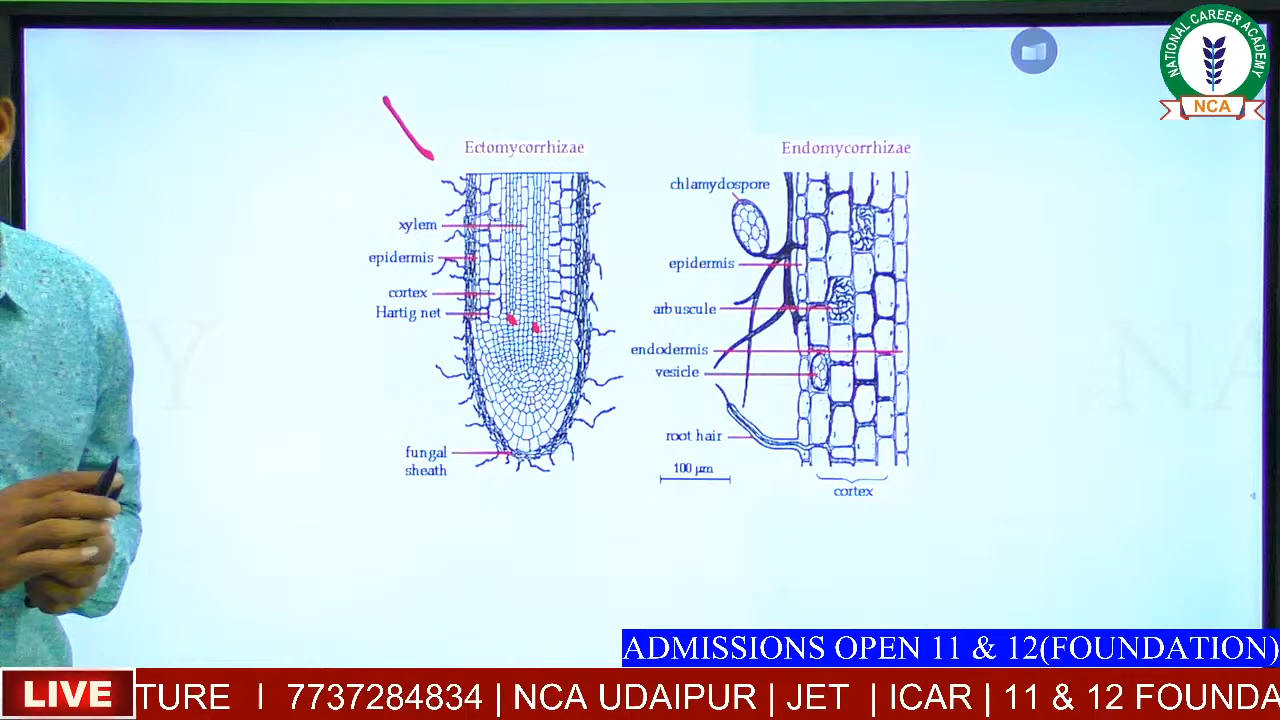 NATIONAL CAREER ACADEMY
NCA
Ectomycorrhizae
xylem
epidermis
cortex
Hartig net
fungal
sheath
Endomycorrhizae
chlamydospore
epidermis
arbuscule
endodermis
vesicle
root hair
100 µm
cortex
ADMISSIONS OPEN 11 & 12(FOUNDATION)
LIVE
TURE | 7737284834 | NCA UDAIPUR | JET | ICAR | 11 & 12 FOUNDA